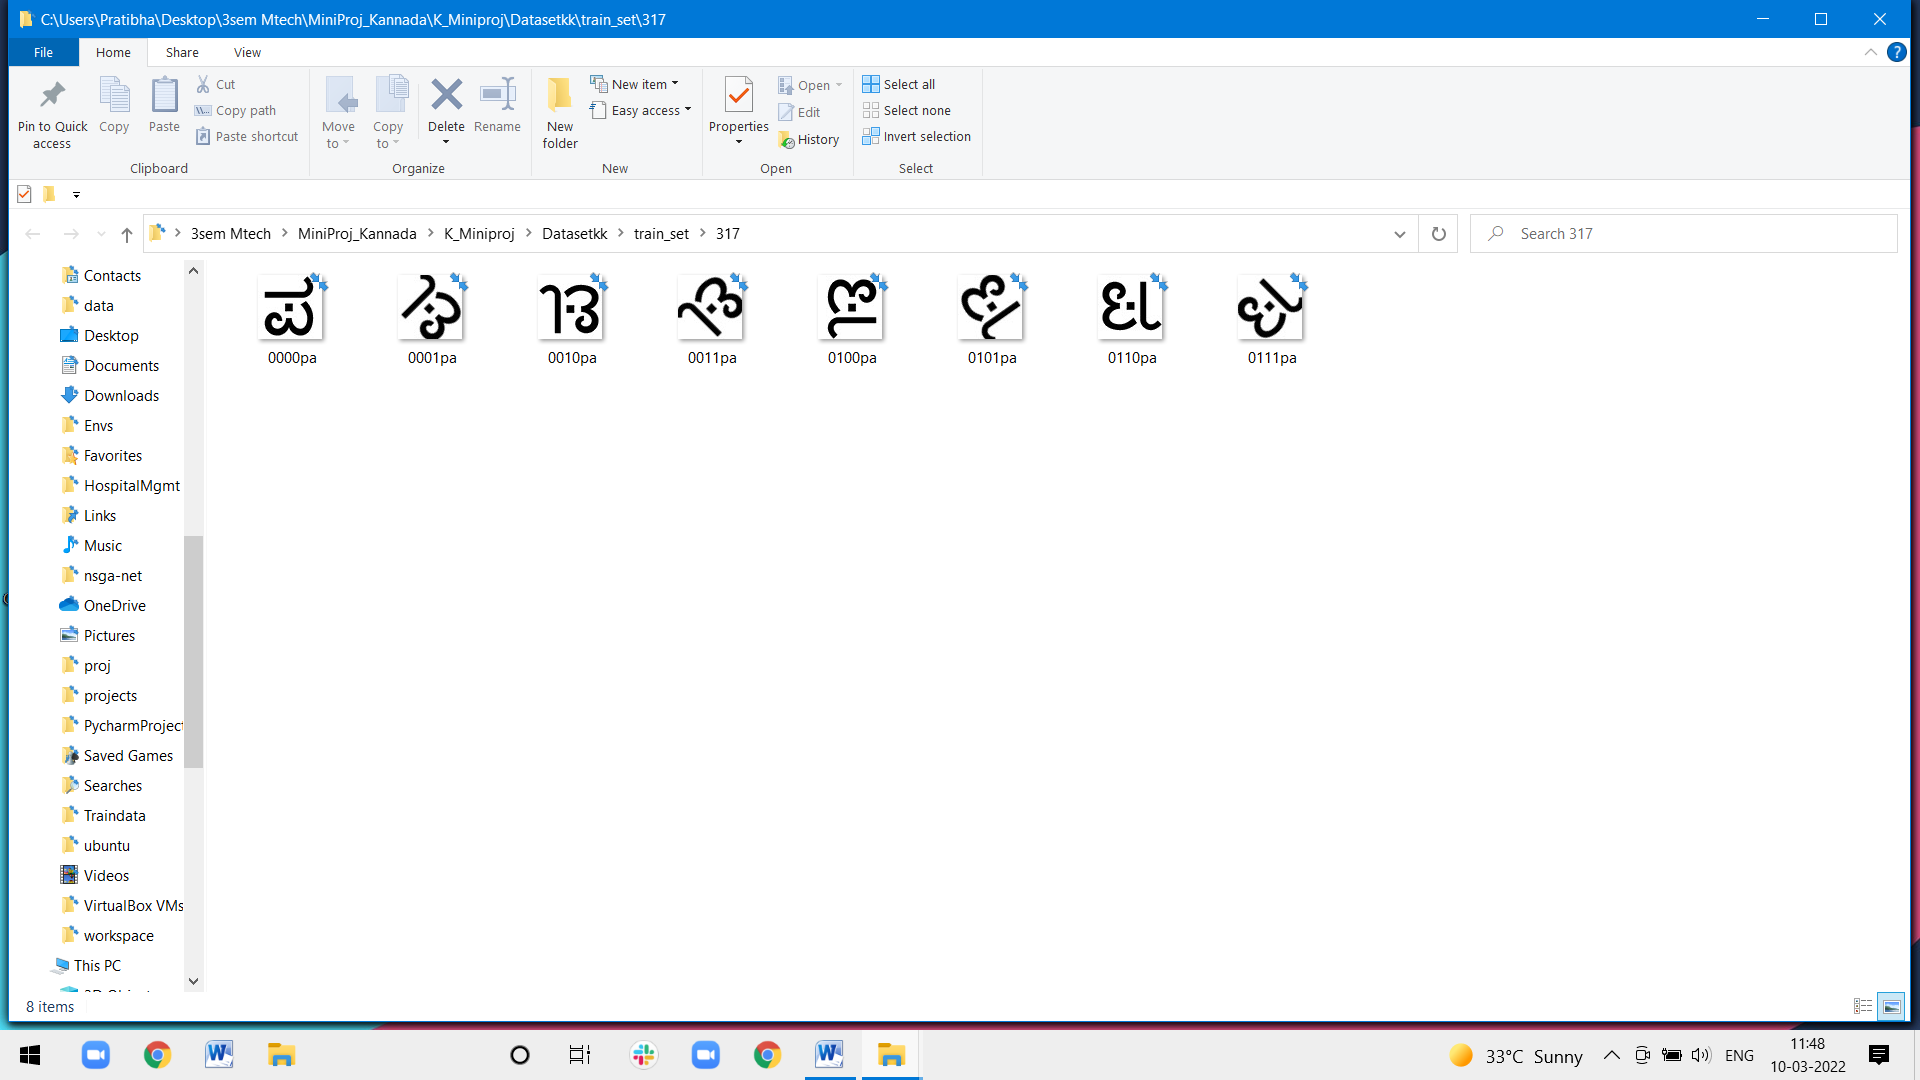 C:\Users\Pratibha\Desktop\3sem Mtech\MiniProj_Kannada\K_Miniproj\Datasetkk\train_set\317
File Home Share View
Pin to Quick access
Copy
Paste
Cut
Copy path
Paste shortcut
Clipboard
Move to
Copy to
Delete
Rename
Organize
New folder
New item
Easy access
New
Properties
Open
Edit
History
Open
Select all
Select none
Invert selection
Select
3sem Mtech > MiniProj_Kannada > K_Miniproj > Datasetkk > train_set > 317
Search 317
Contacts
data
Desktop
Documents
Downloads
Envs
Favorites
HospitalMgmt
Links
Music
nsga-net
OneDrive
Pictures
proj
projects
PycharmProject
Saved Games
Searches
Traindata
ubuntu
Videos
VirtualBox VMs
workspace
This PC
ಪ
0000pa 0001pa 0010pa 0011pa 0100pa 0101pa 0110pa 0111pa
8 items
33°C Sunny
ENG
11:48
10-03-2022